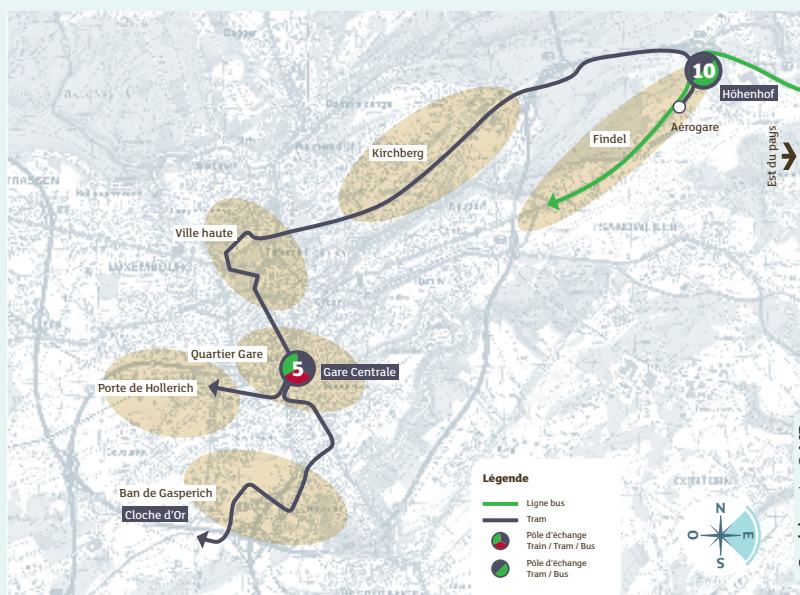 10
Höhenhof
Aérogare
Findel
Est du pays
Kirchberg
Ville haute
LUXEMBOURG
Quartier Gare
5
Gare Centrale
Porte de Hollerich
Ban de Gasperich
Cloche d'Or
Légende
Ligne bus
Tram
Pôle d'échange
Train / Tram / Bus
Pôle d'échange
Tram / Bus
N
E
S
O